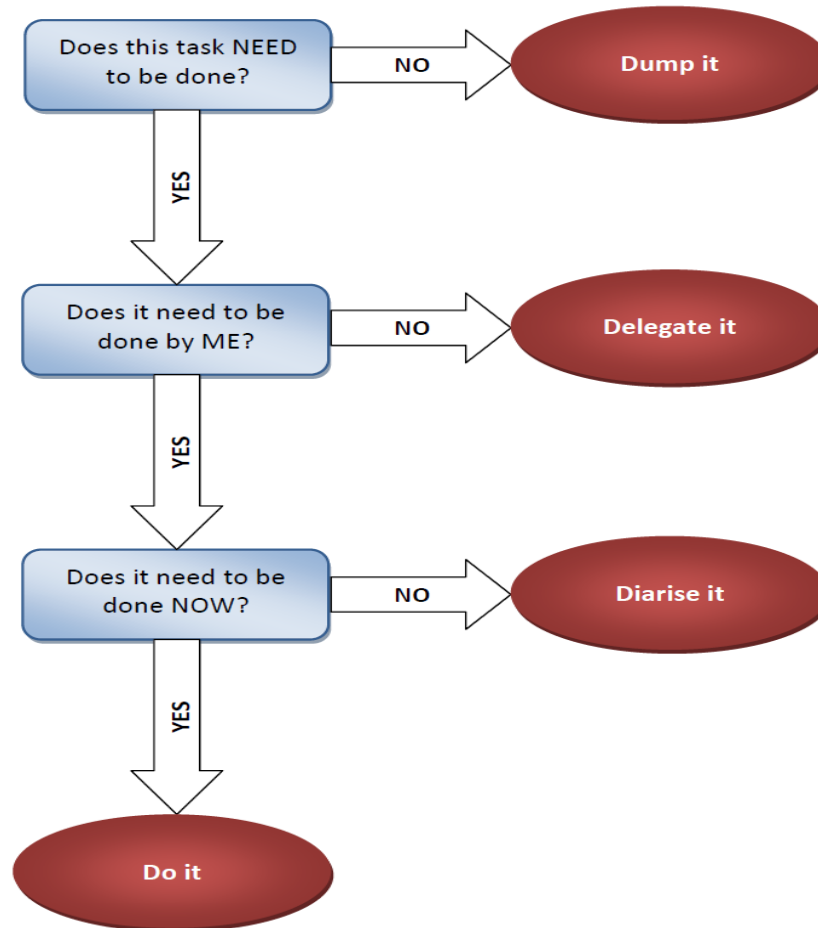 Does this task NEED
to be done?
NO
Dump it
YES
Does it need to be
done by ME?
NO
Delegate it
YES
Does it need to be
done NOW?
NO
Diarise it
YES
Do it